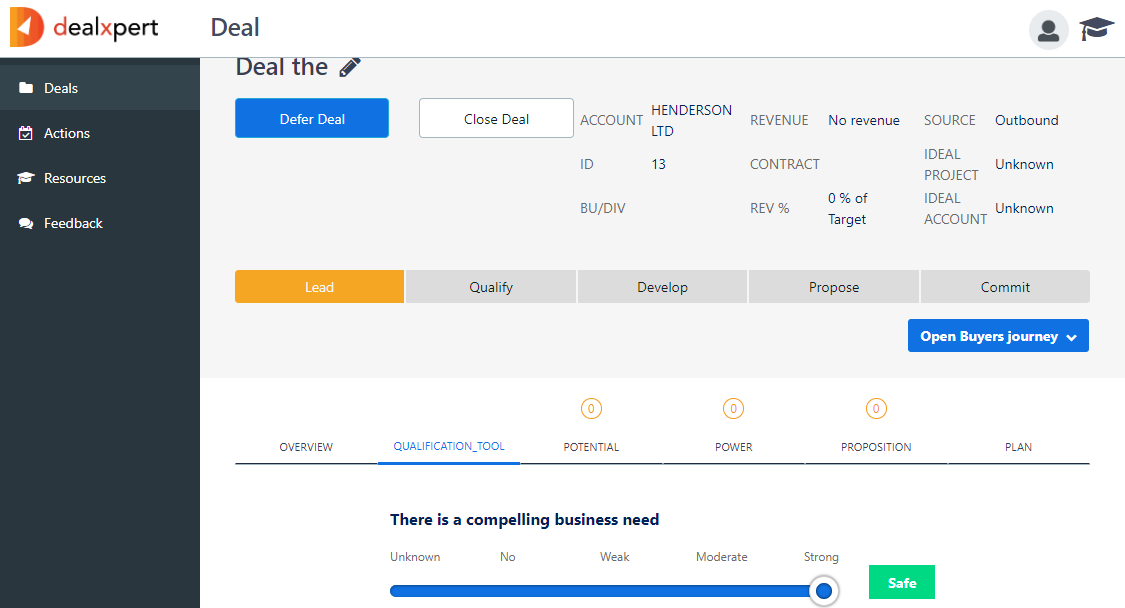 dealxpert
Deal
Deal the
Deals
Actions
Resources
Feedback
Defer Deal
Close Deal
ACCOUNT
HENDERSON
LTD
REVENUE
No revenue
SOURCE
Outbound
ID
13
CONTRACT
IDEAL
PROJECT
Unknown
BU/DIV
REV %
0 % of
Target
IDEAL
ACCOUNT
Unknown
Lead
Qualify
Develop
Propose
Commit
Open Buyers journey
0
0
0
OVERVIEW
QUALIFICATION_TOOL
POTENTIAL
POWER
PROPOSITION
PLAN
There is a compelling business need
Unknown
No
Weak
Moderate
Strong
Safe